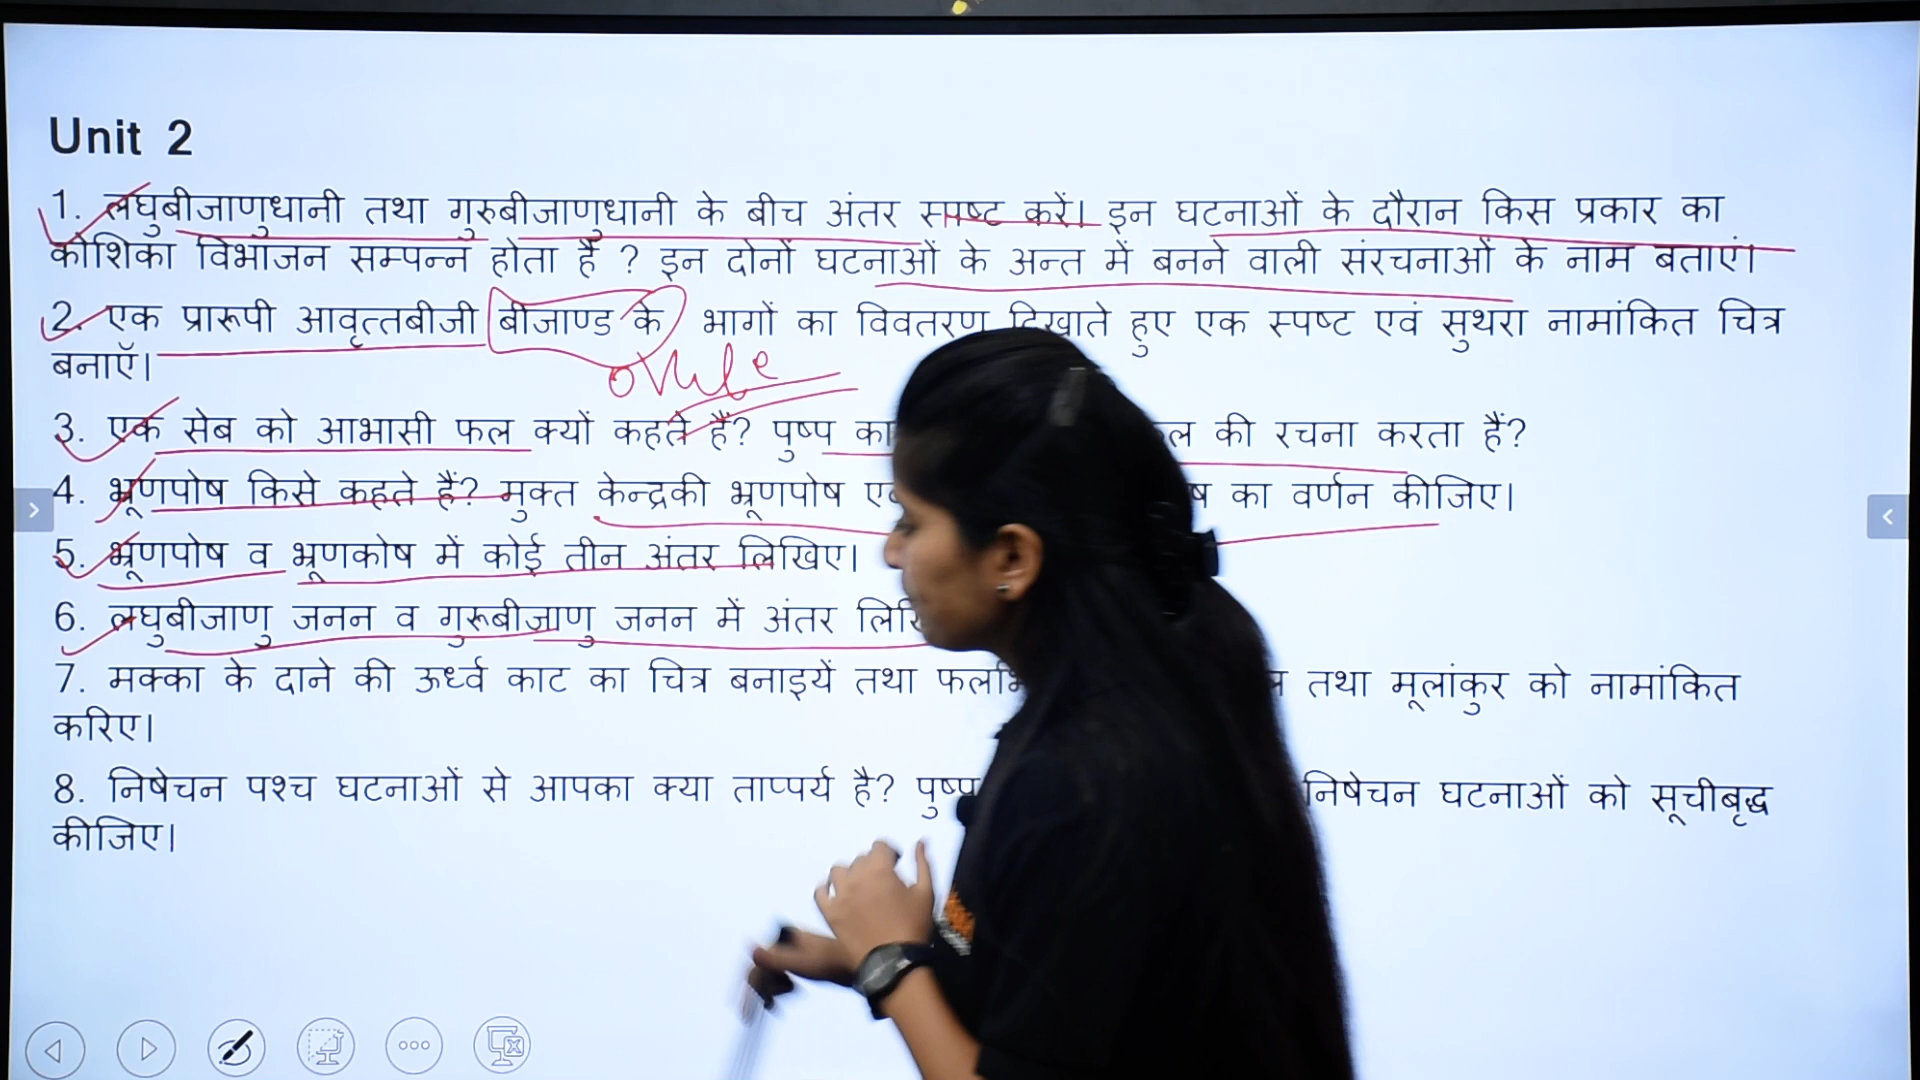 Unit 2
1. लघुबीजाणुधानी तथा गुरुबीजाणुधानी के बीच अंतर स्पष्ट करें। इन घटनाओं के दौरान किस प्रकार का
कोशिका विभाजन सम्पन्न होता है ? इन दोनों घटनाओं के अन्त में बनने वाली संरचनाओं के नाम बताएं।
2. एक प्रारूपी आवृत्तबीजी बीजाण्ड के भागों का विवतरण दिखाते हुए एक स्पष्ट एवं सुथरा नामांकित चित्र
बनाएँ।
ovule
3. एक सेब को आभासी फल क्यों कहते हैं? पुष्प का की रचना करता हैं?
4. भ्रूणपोष किसे कहते हैं? मुक्त केन्द्रकी भ्रूणपोष का वर्णन कीजिए।
5. भ्रूणपोष व भ्रूणकोष में कोई तीन अंतर लिखिए।
6. लघुबीजाणु जनन व गुरूबीजाणु जनन में अंतर
7. मक्का के दाने की ऊर्ध्व काट का चित्र बनाइयें तथा तथा मूलांकुर को नामांकित
करिए।
8. निषेचन पश्च घटनाओं से आपका क्या ताप्पर्य है? पुष्प निषेचन घटनाओं को सूचीबृद्ध
कीजिए।